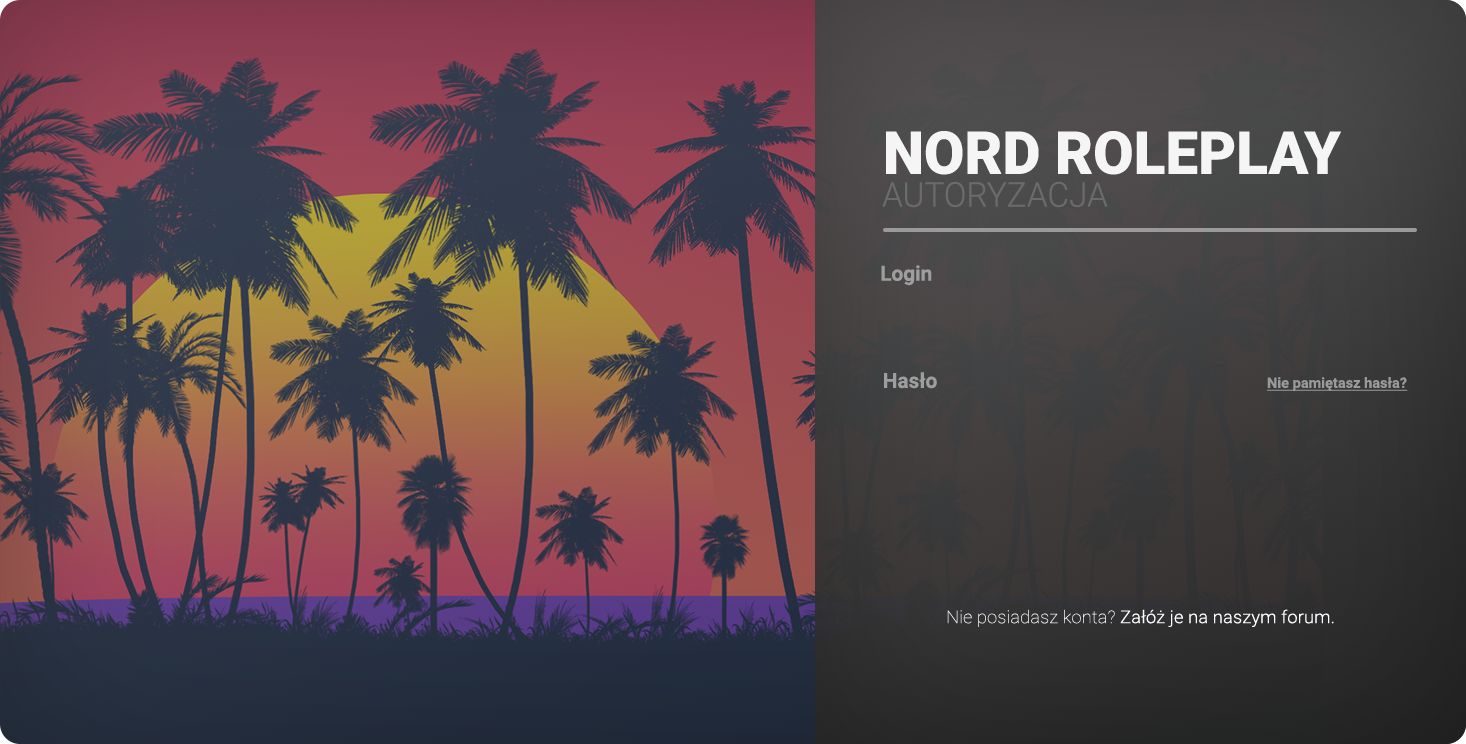 NORD ROLEPLAY
AUTORYZACJA
Login
Hasło
Nie pamiętasz hasła?
Nie posiadasz konta? Załóż je na naszym forum.